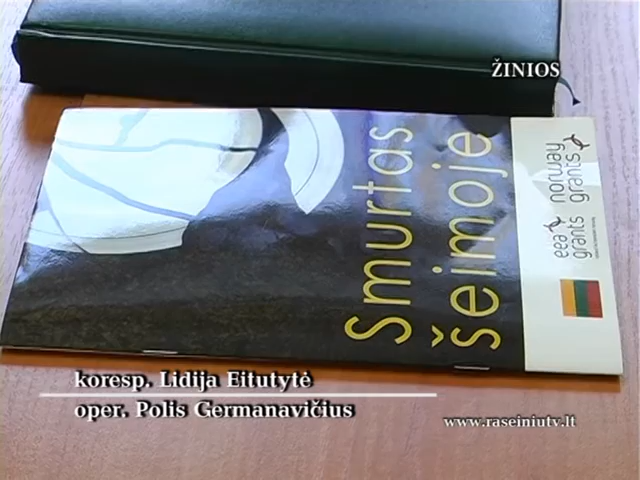 ŽINIOS
Smurtas
šeimoje
eea
grants
norway
grants
koresp. Lidija Eitutytė
oper. Polis Germanavičius
www.raseiniutv.lt